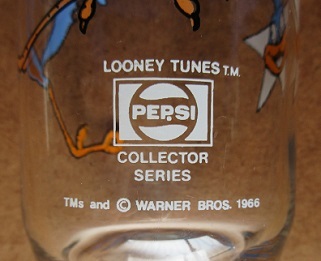 LOONEY TUNES T.M.
PEPSI
COLLECTOR
SERIES
TMs and © WARNER BROS. 1966